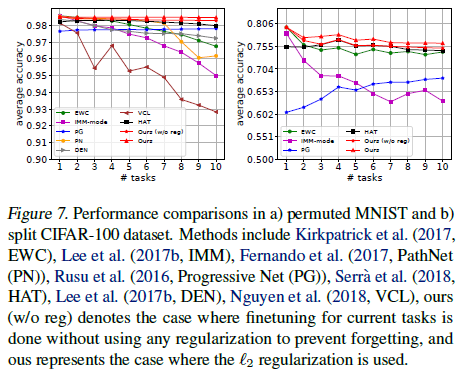 0.98
0.97
0.96
0.95
0.94
0.93
0.92
0.91
0.90
average accuracy
EWC
IMM-mode
PG
PN
DEN
VCL
HAT
Ours (w/o reg)
Ours
1 2 3 4 5 6 7 8 9 10
# tasks
0.806
0.755
0.704
0.653
0.602
0.551
0.500
average accuracy
EWC
IMM-mode
PG
HAT
Ours (w/o reg)
Ours
1 2 3 4 5 6 7 8 9 10
# tasks
Figure 7. Performance comparisons in a) permuted MNIST and b)
split CIFAR-100 dataset. Methods include Kirkpatrick et al. (2017,
EWC), Lee et al. (2017b, IMM), Fernando et al. (2017, PathNet
(PN)), Rusu et al. (2016, Progressive Net (PG)), Serrà et al. (2018,
HAT), Lee et al. (2017b, DEN), Nguyen et al. (2018, VCL), ours
(w/o reg) denotes the case where finetuning for current tasks is
done without using any regularization to prevent forgetting, and
ous represents the case where the ℓ2 regularization is used.